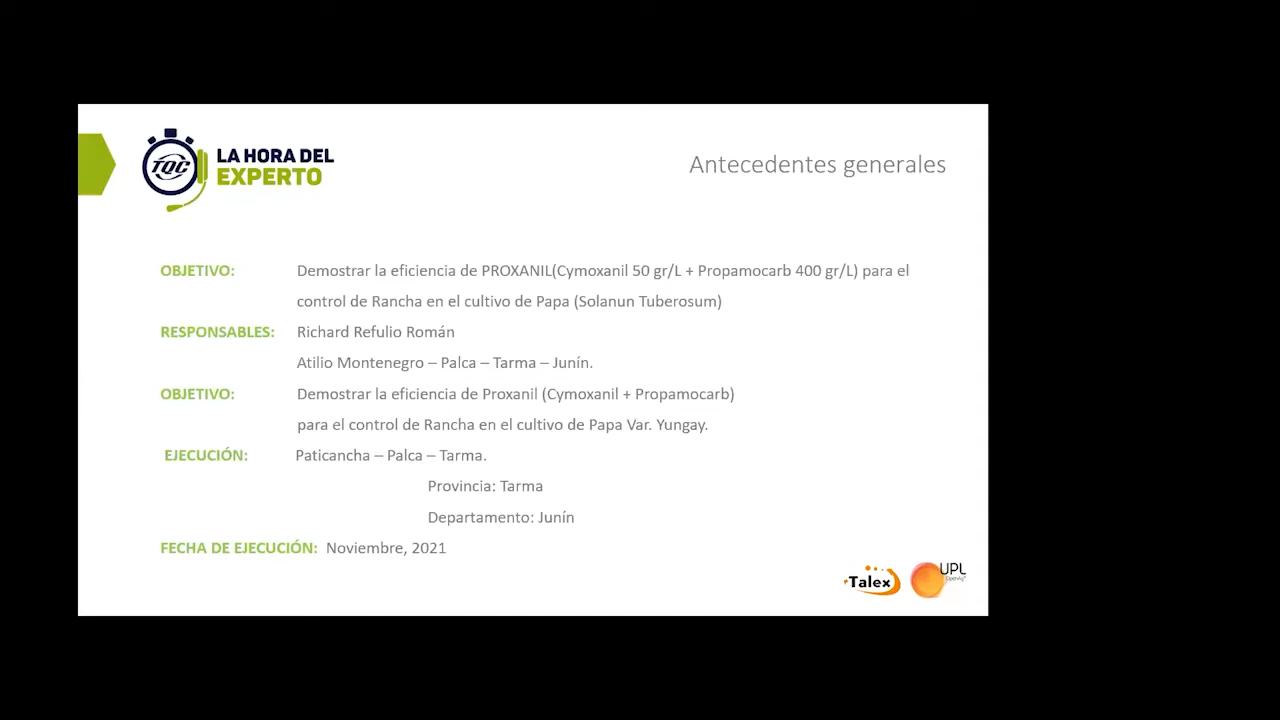 TQC
LA HORA DEL
EXPERTO
Antecedentes generales
OBJETIVO: Demostrar la eficiencia de PROXANIL(Cymoxanil 50 gr/L + Propamocarb 400 gr/L) para el
control de Rancha en el cultivo de Papa (Solanun Tuberosum)
RESPONSABLES: Richard Refulio Román
Atilio Montenegro – Palca – Tarma – Junín.
OBJETIVO: Demostrar la eficiencia de Proxanil (Cymoxanil + Propamocarb)
para el control de Rancha en el cultivo de Papa Var. Yungay.
EJECUCIÓN: Paticancha – Palca – Tarma.
Provincia: Tarma
Departamento: Junín
FECHA DE EJECUCIÓN: Noviembre, 2021
Talex
UPL
OpenAg